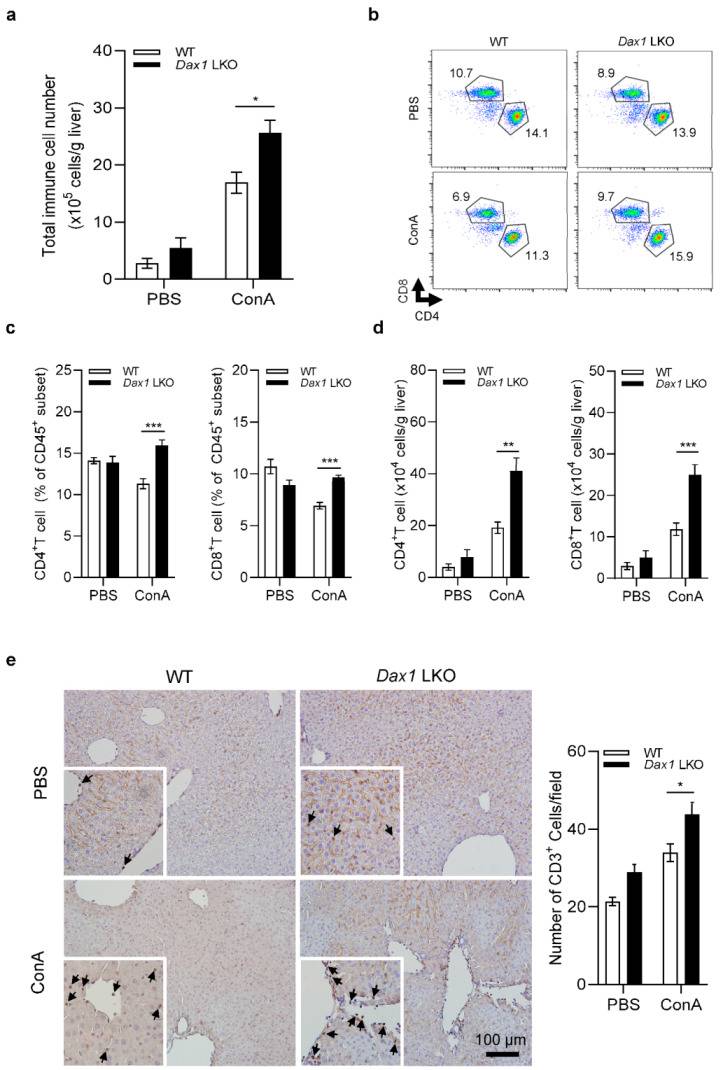 a
WT
Dax1 LKO
Total immune cell number
(x10⁵ cells/g liver)
40
30
20
10
0
*
PBS
ConA
b
WT
Dax1 LKO
PBS
10.7
14.1
8.9
13.9
ConA
6.9
11.3
9.7
15.9
CD8
CD4
c
WT
Dax1 LKO
CD4⁺T cell (% of CD45⁺ subset)
20
15
10
5
0
***
PBS
ConA
WT
Dax1 LKO
CD8⁺T cell (% of CD45⁺ subset)
20
15
10
5
0
***
PBS
ConA
d
WT
Dax1 LKO
CD4⁺T cell (x10⁴ cells/g liver)
80
60
40
20
0
**
PBS
ConA
WT
Dax1 LKO
CD8⁺T cell (x10⁴ cells/g liver)
50
40
30
20
10
0
***
PBS
ConA
e
WT
Dax1 LKO
PBS
ConA
100 µm
WT
Dax1 LKO
Number of CD3⁺ Cells/field
60
40
20
0
*
PBS
ConA